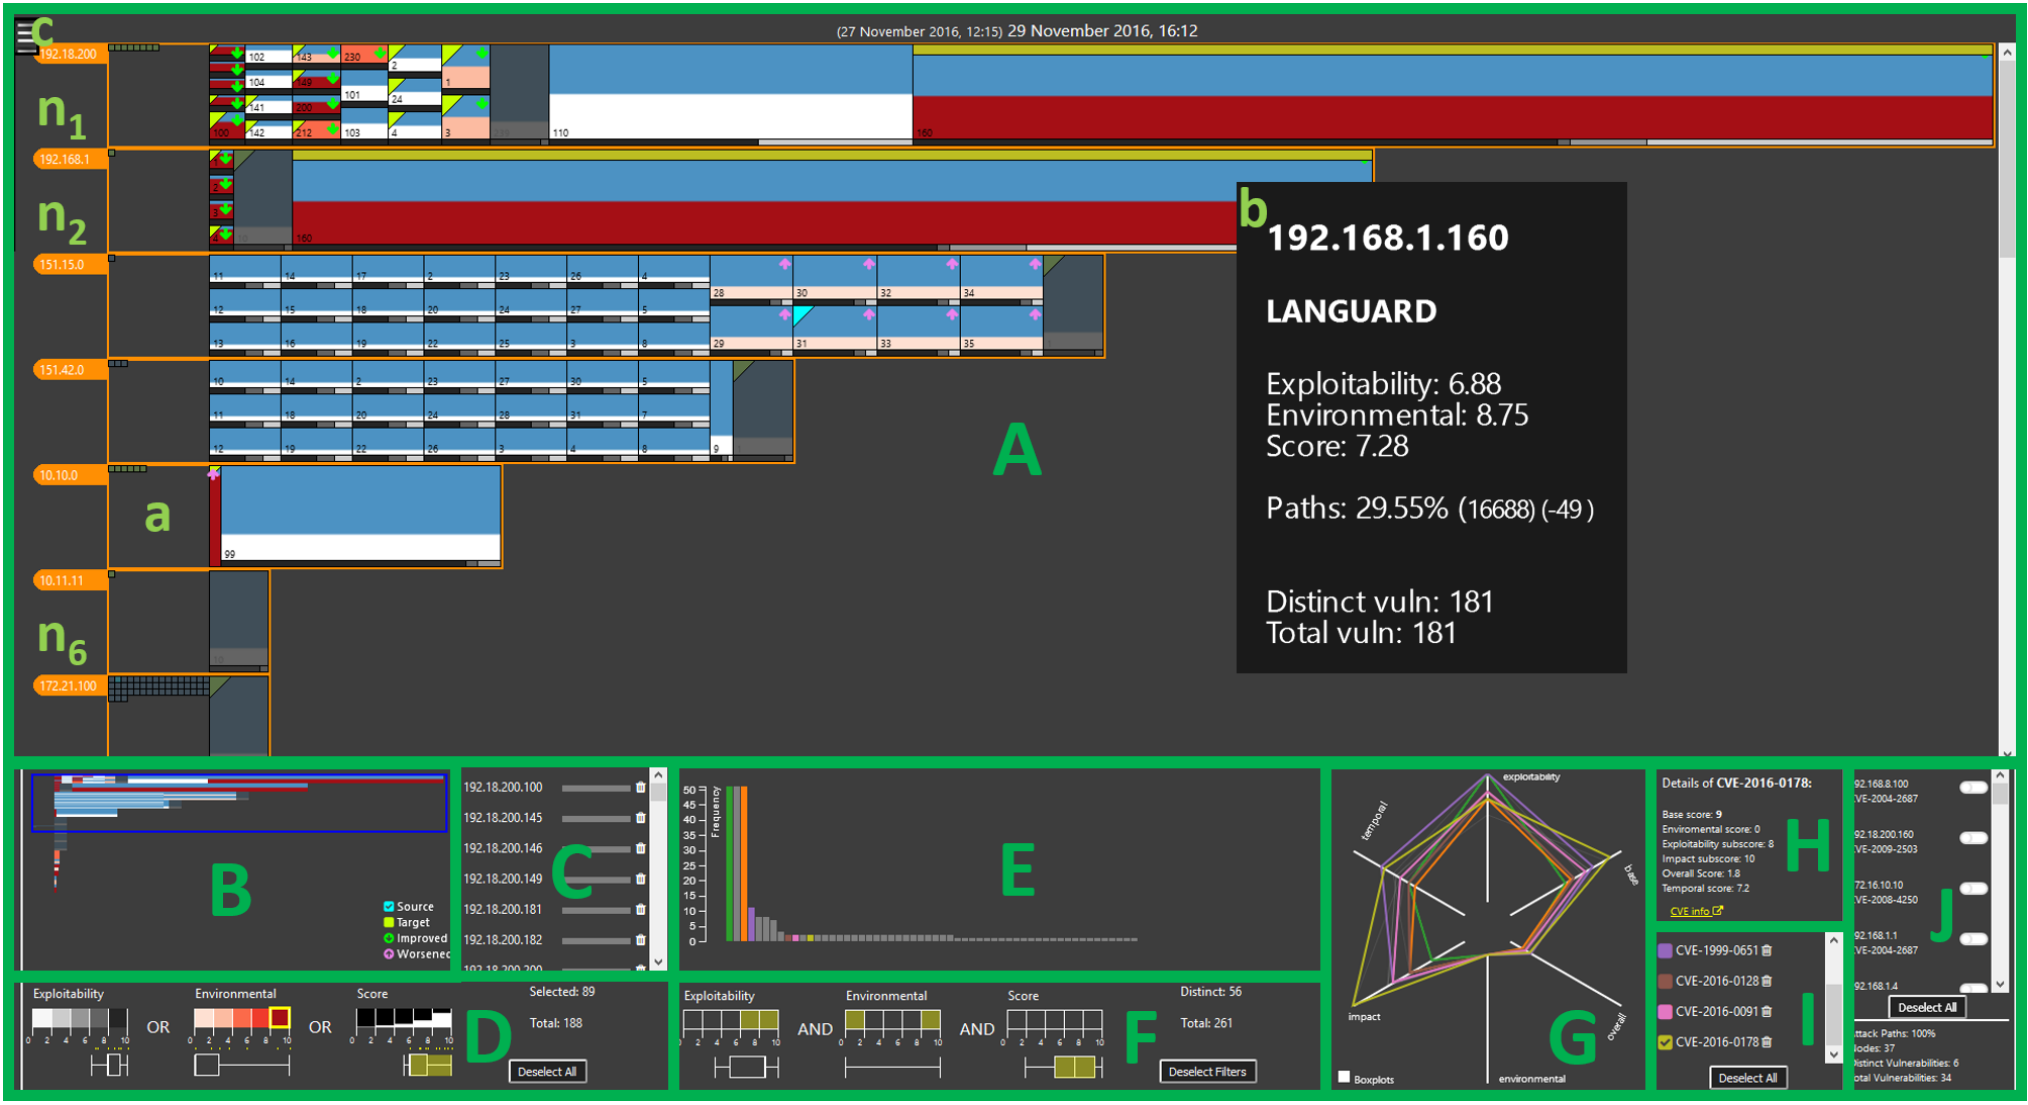 c
(27 November 2016, 12:15) 29 November 2016, 16:12
192.18.200
102 143 230 2 1
104 149 101 24
141 200
100 142 212 103 4 3 110 160
n1
192.168.1
2
3
4 160
n2
b
192.168.1.160
LANGUARD
Exploitability: 6.88
Environmental: 8.75
Score: 7.28
Paths: 29.55% (16688) (-49 )
Distinct vuln: 181
Total vuln: 181
151.15.0
11 14 17 2 23 26 4 28 30 32 34
12 15 18 20 24 27 5
13 16 19 22 25 3 8 29 31 33 35
151.42.0
10 14 2 23 27 30 5
11 18 20 24 28 31 7
12 19 22 26 3 4 8 9
A
10.10.0
a
99
10.11.11
10
n6
172.21.100
B
Source
Target
Improved
Worsened
192.18.200.100
192.18.200.145
192.18.200.146
192.18.200.149
192.18.200.181
192.18.200.182
192.18.200.200
C
Frequency
50
45
40
35
30
25
20
15
10
5
0
E
exploitability
temporal
base
impact
overall
environmental
Boxplots
G
Details of CVE-2016-0178:
Base score: 9
Enviromental score: 0
Exploitability subscore: 8
Impact subscore: 10
Overall Score: 1.8
Temporal score: 7.2
CVE info
H
CVE-1999-0651
CVE-2016-0128
CVE-2016-0091
CVE-2016-0178
Deselect All
I
92.168.8.100
VE-2004-2687
92.18.200.160
CVE-2009-2503
72.16.10.10
VE-2008-4250
92.168.1.1
VE-2004-2687
92.168.1.4
J
Deselect All
Attack Paths: 100%
Nodes: 37
Distinct Vulnerabilities: 6
otal Vulnerabilities: 34
Exploitability OR Environmental OR Score
0 2 4 6 8 10 0 2 4 6 8 10 0 2 4 6 8 10
D
Selected: 89
Total: 188
Deselect All
Exploitability AND Environmental AND Score
0 2 4 6 8 10 0 2 4 6 8 10 0 2 4 6 8 10
F
Distinct: 56
Total: 261
Deselect Filters